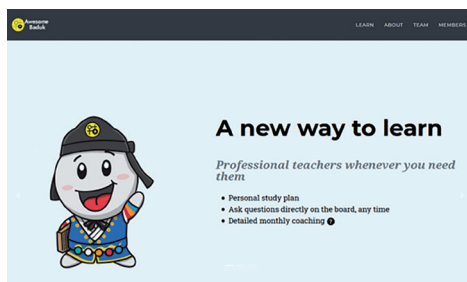 Awesome
Baduk
LEARN ABOUT TEAM MEMBERS
A new way to learn
Professional teachers whenever you need
them
Personal study plan
Ask questions directly on the board, any time
Detailed monthly coaching ?